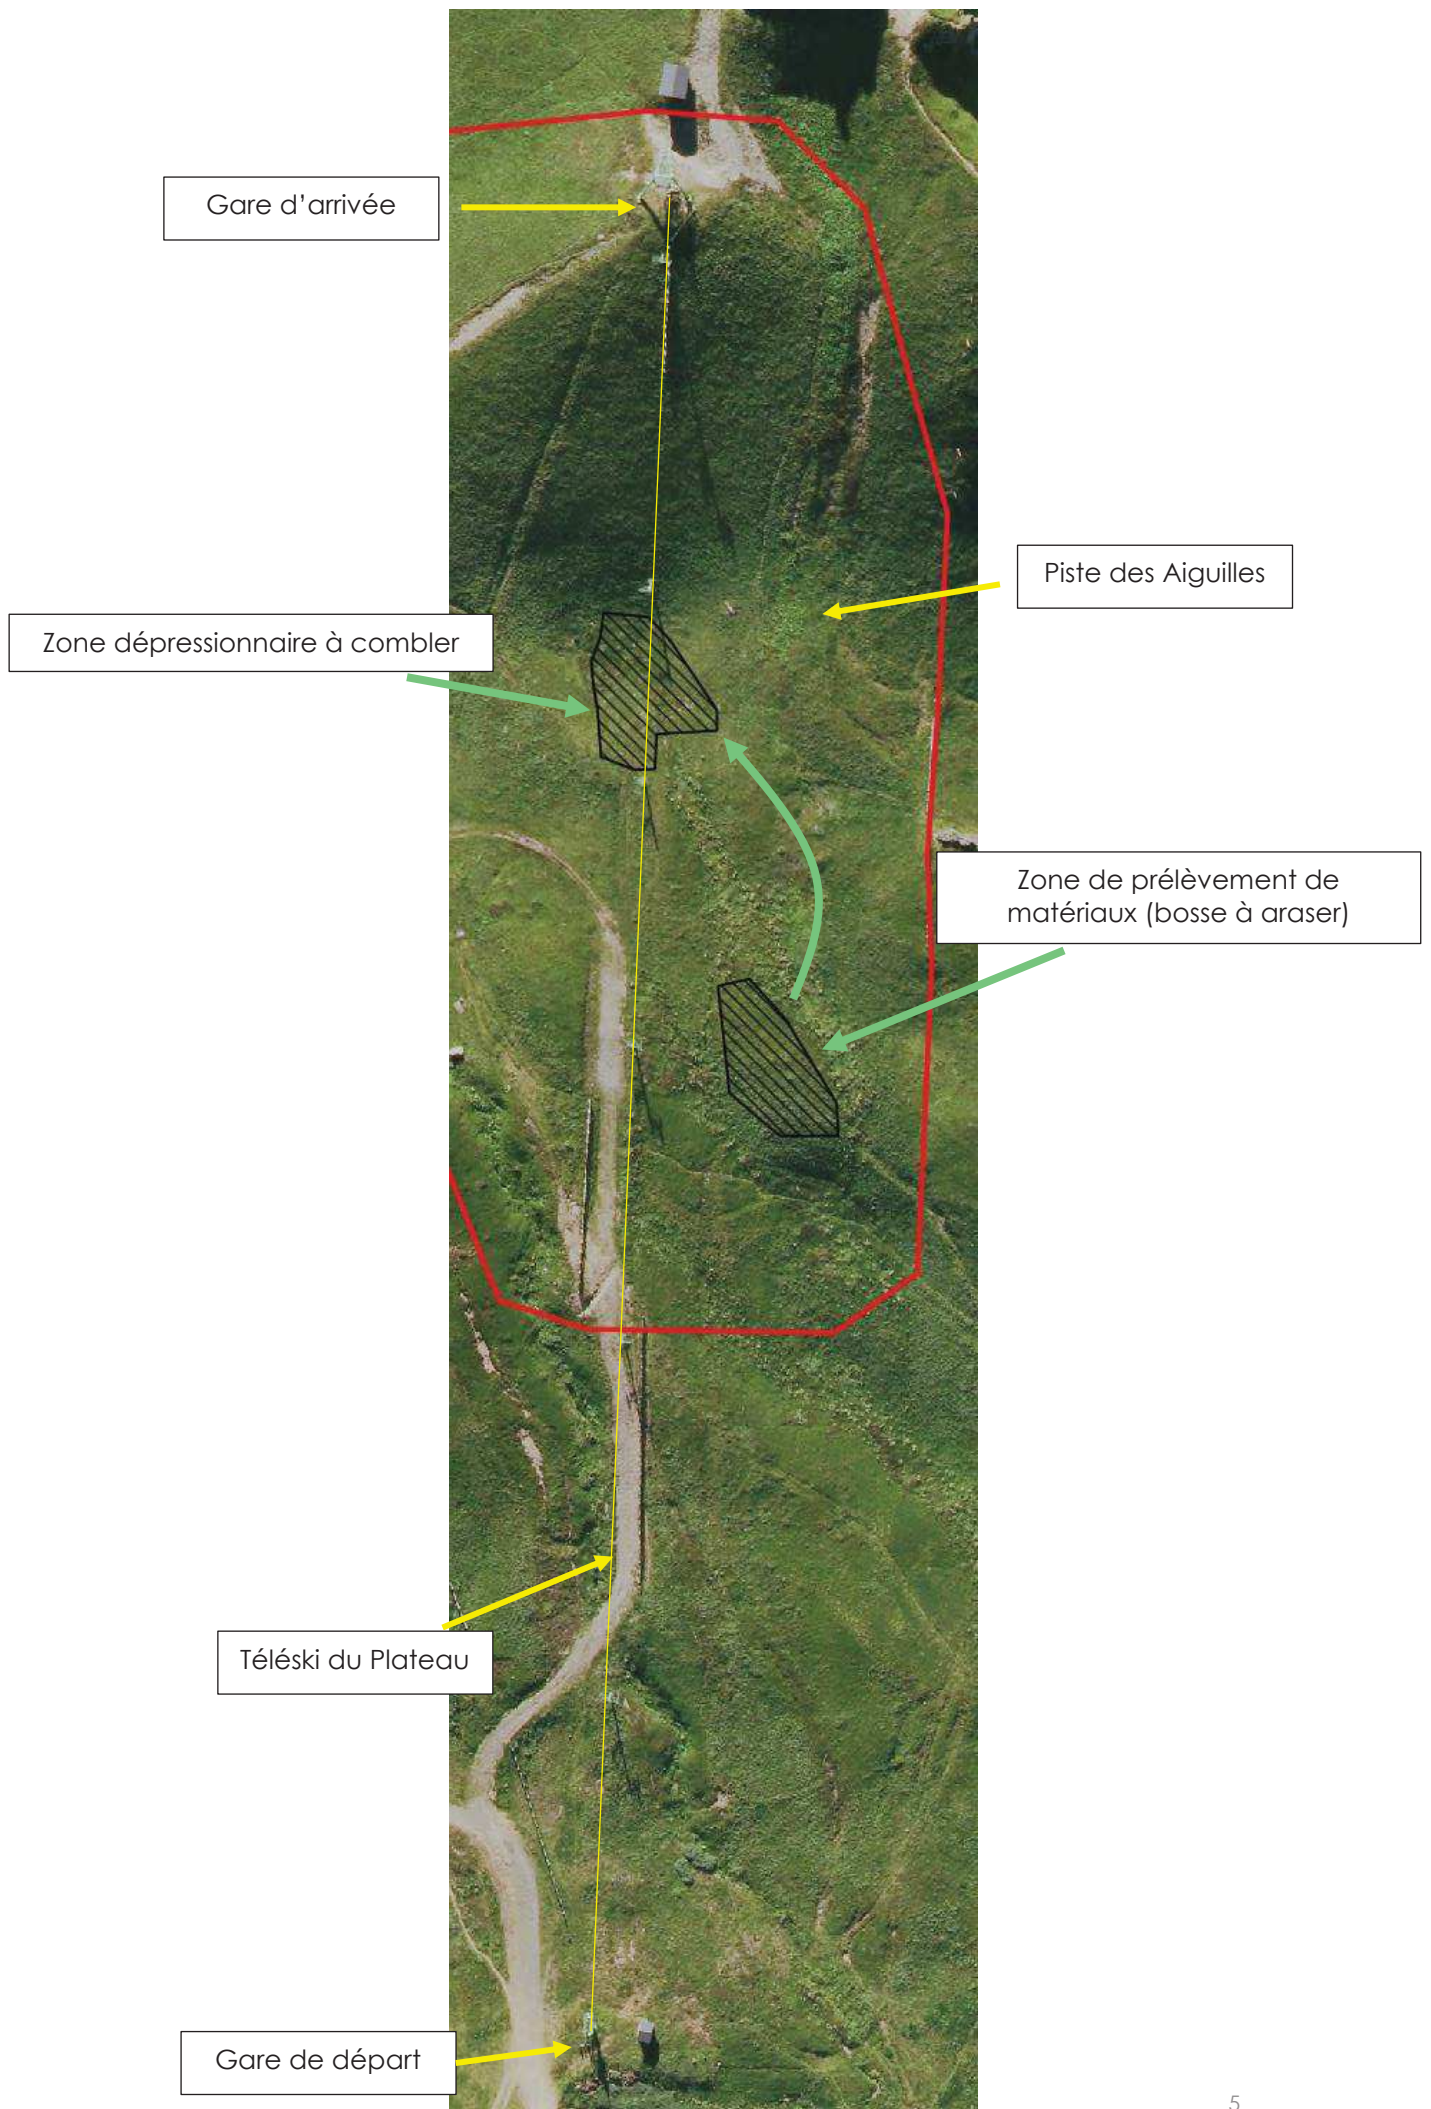 Gare d’arrivée
Piste des Aiguilles
Zone dépressionnaire à combler
Zone de prélèvement de
matériaux (bosse à araser)
Téléski du Plateau
Gare de départ
5